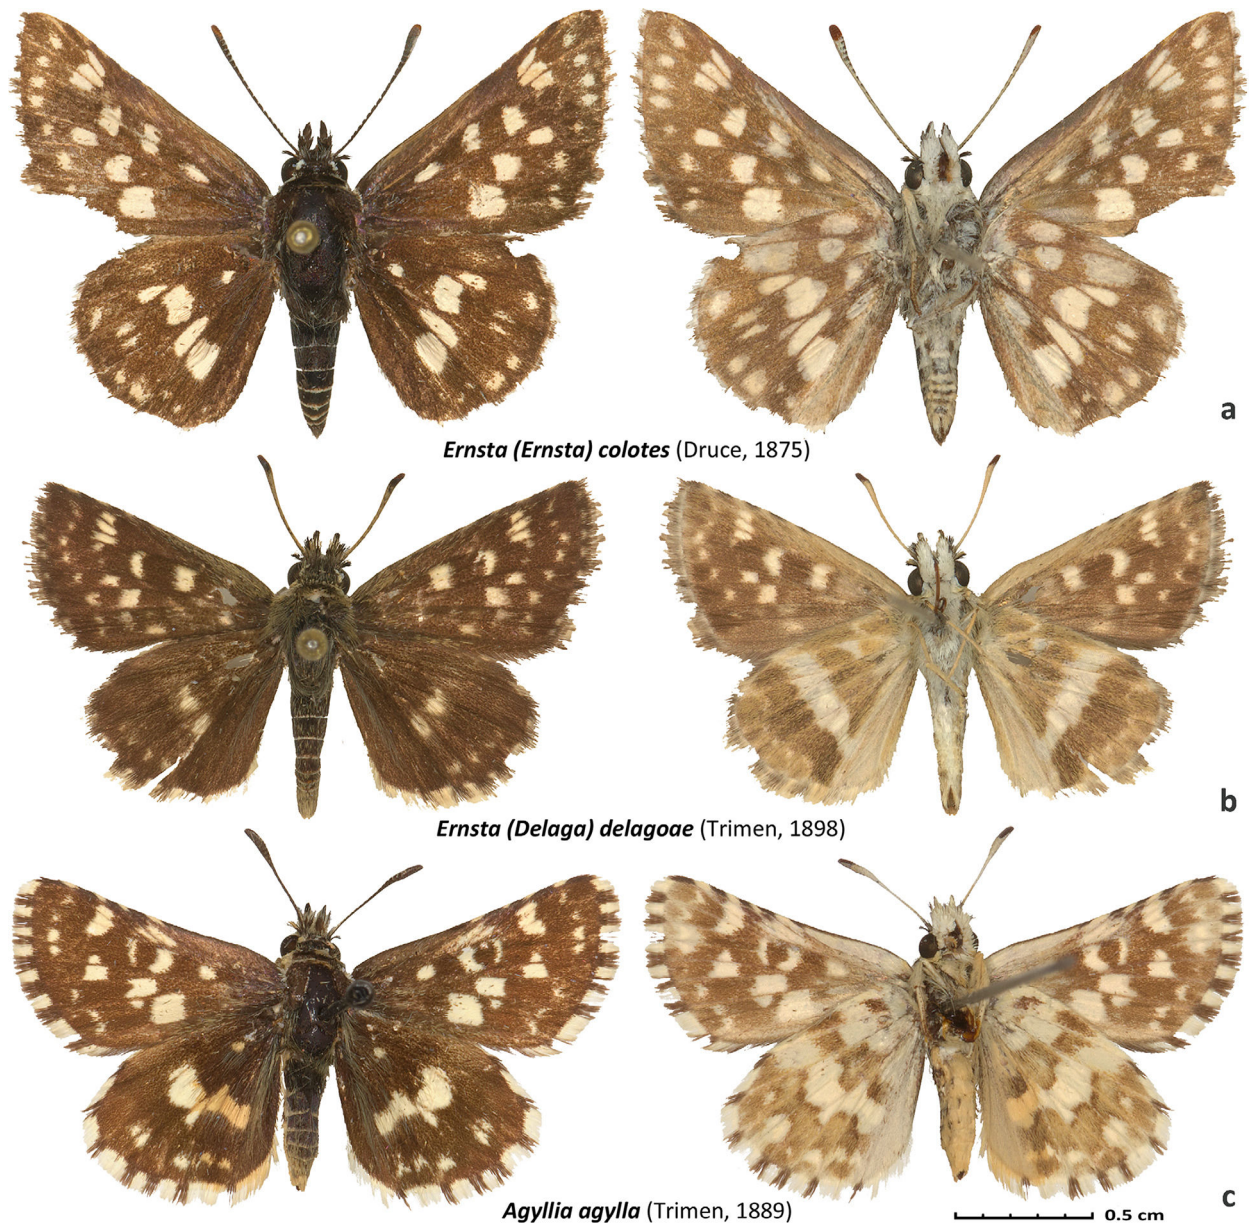 a
Ernsta (Ernsta) colotes (Druce, 1875)
b
Ernsta (Delaga) delagoae (Trimen, 1898)
c
Agyllia agylla (Trimen, 1889)
0.5 cm